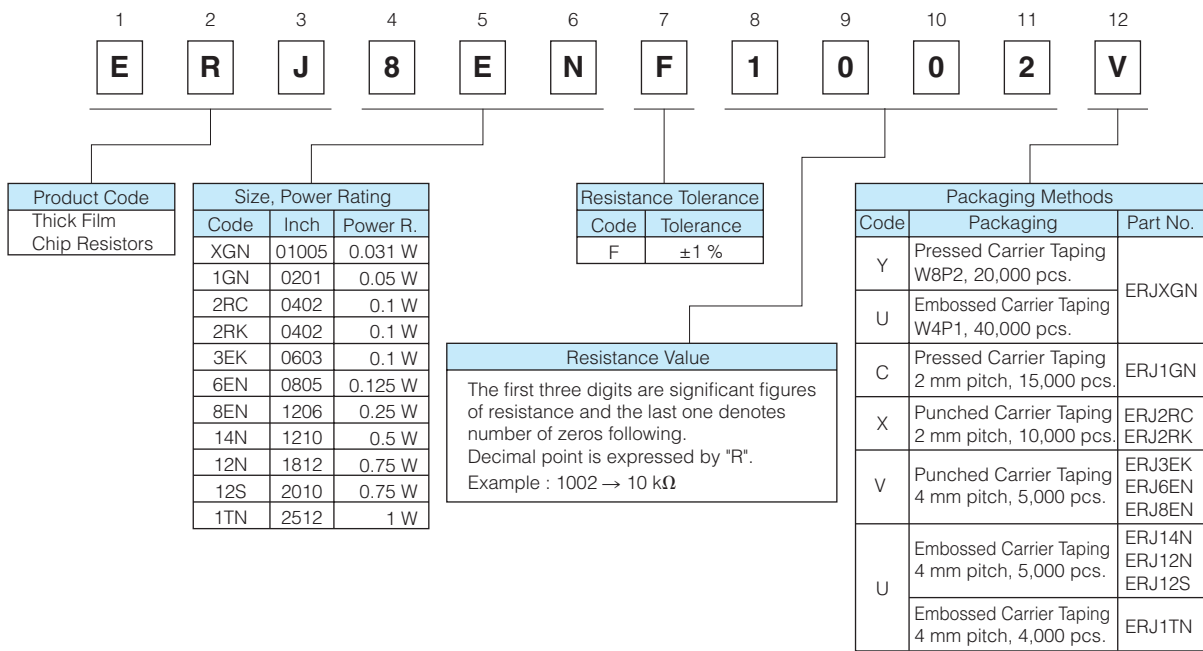 1 2 3 4 5 6 7 8 9 10 11 12
E R J 8 E N F 1 0 0 2 V
Product Code
Thick Film
Chip Resistors
Size, Power Rating
Code Inch Power R.
XGN 01005 0.031 W
1GN 0201 0.05 W
2RC 0402 0.1 W
2RK 0402 0.1 W
3EK 0603 0.1 W
6EN 0805 0.125 W
8EN 1206 0.25 W
14N 1210 0.5 W
12N 1812 0.75 W
12S 2010 0.75 W
1TN 2512 1 W
Resistance Tolerance
Code Tolerance
F ±1 %
Resistance Value
The first three digits are significant figures
of resistance and the last one denotes
number of zeros following.
Decimal point is expressed by "R".
Example : 1002 → 10 kΩ
Packaging Methods
Code Packaging Part No.
Y Pressed Carrier Taping
W8P2, 20,000 pcs.
ERJXGN
U Embossed Carrier Taping
W4P1, 40,000 pcs.
C Pressed Carrier Taping
2 mm pitch, 15,000 pcs.
ERJ1GN
X Punched Carrier Taping
2 mm pitch, 10,000 pcs.
ERJ2RC
ERJ2RK
V Punched Carrier Taping
4 mm pitch, 5,000 pcs.
ERJ3EK
ERJ6EN
ERJ8EN
U Embossed Carrier Taping
4 mm pitch, 5,000 pcs.
ERJ14N
ERJ12N
ERJ12S
Embossed Carrier Taping
4 mm pitch, 4,000 pcs.
ERJ1TN